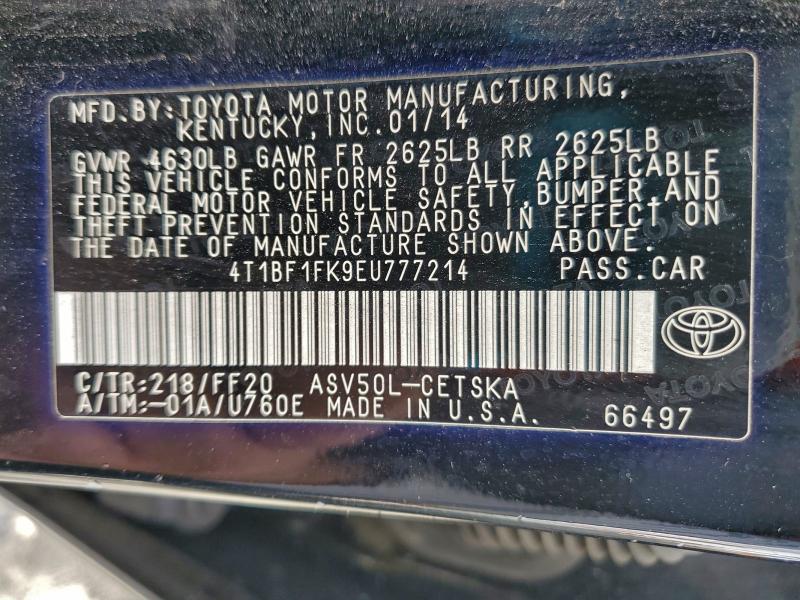 MFD.BY:TOYOTA MOTOR MANUFACTURING,
KENTUCKY,INC.01/14
GVWR 4630LB GAWR FR 2625LB RR 2625LB
THIS VEHICLE CONFORMS TO ALL APPLICABLE
FEDERAL MOTOR VEHICLE SAFETY,BUMPER,AND
THEFT PREVENTION STANDARDS IN EFFECT ON
THE DATE OF MANUFACTURE SHOWN ABOVE.
4T1BF1FK9EU777214 PASS.CAR
C/TR:218/FF20 ASV50L-CETSKA
A/TM:-01A/U760E MADE IN U.S.A. 66497